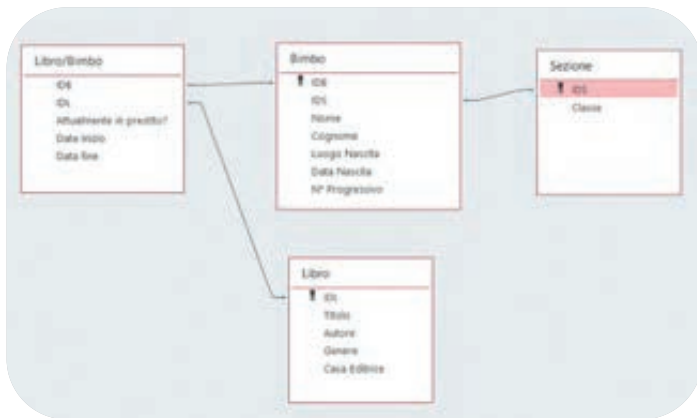 Libro/Bimbo
IDB
IDL
Attualmente in prestito?
Data inizio
Data fine
Bimbo
IDB
IDS
Nome
Cognome
Luogo Nascita
Data Nascita
N° Progressivo
Sezione
IDS
Classe
Libro
IDL
Titolo
Autore
Genere
Casa Editrice